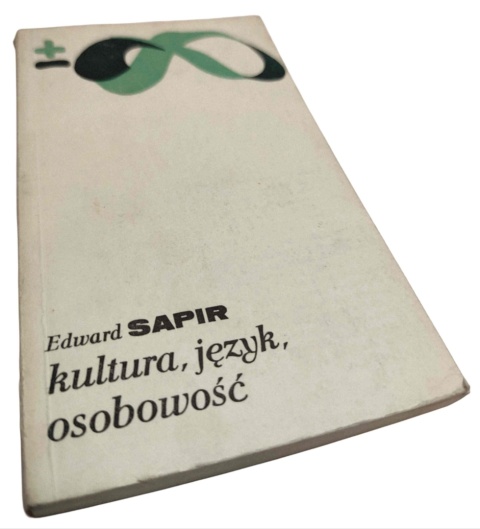 ±∞
Edward SAPIR
kultura, język,
osobowość